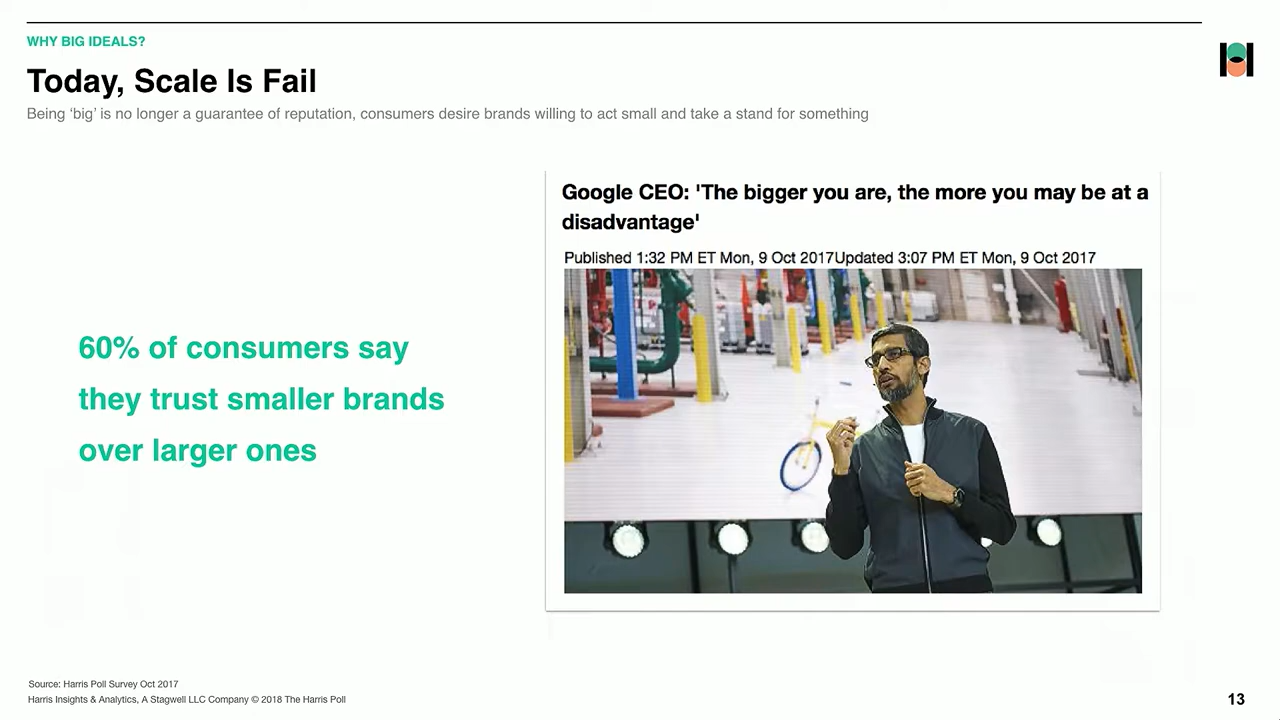 WHY BIG IDEALS?
Today, Scale Is Fail
Being ‘big’ is no longer a guarantee of reputation, consumers desire brands willing to act small and take a stand for something
Google CEO: 'The bigger you are, the more you may be at a
disadvantage'
Published 1:32 PM ET Mon, 9 Oct 2017Updated 3:07 PM ET Mon, 9 Oct 2017
60% of consumers say
they trust smaller brands
over larger ones
Source: Harris Poll Survey Oct 2017
Harris Insights & Analytics, A Stagwell LLC Company © 2018 The Harris Poll
13